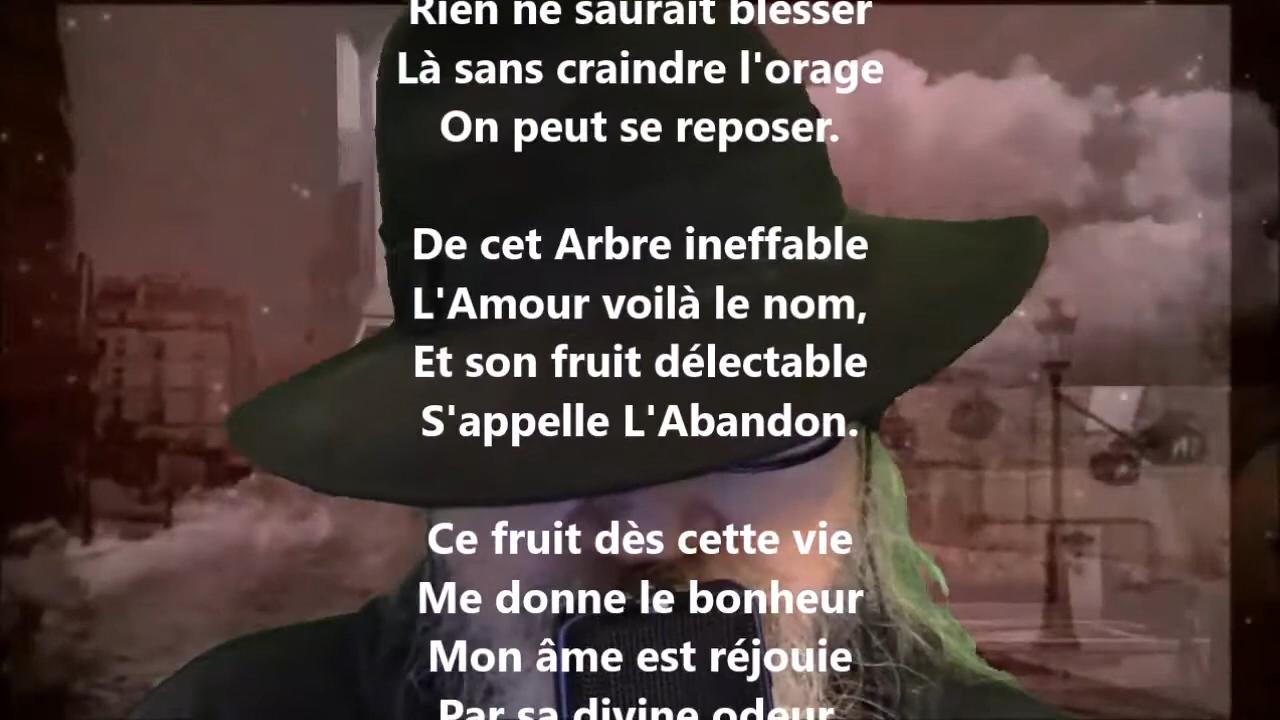 Rien ne saurait blesser
Là sans craindre l'orage
On peut se reposer.
De cet Arbre ineffable
L'Amour voilà le nom,
Et son fruit délectable
S'appelle L'Abandon.
Ce fruit dès cette vie
Me donne le bonheur
Mon âme est réjouie
Par sa divine odeur.